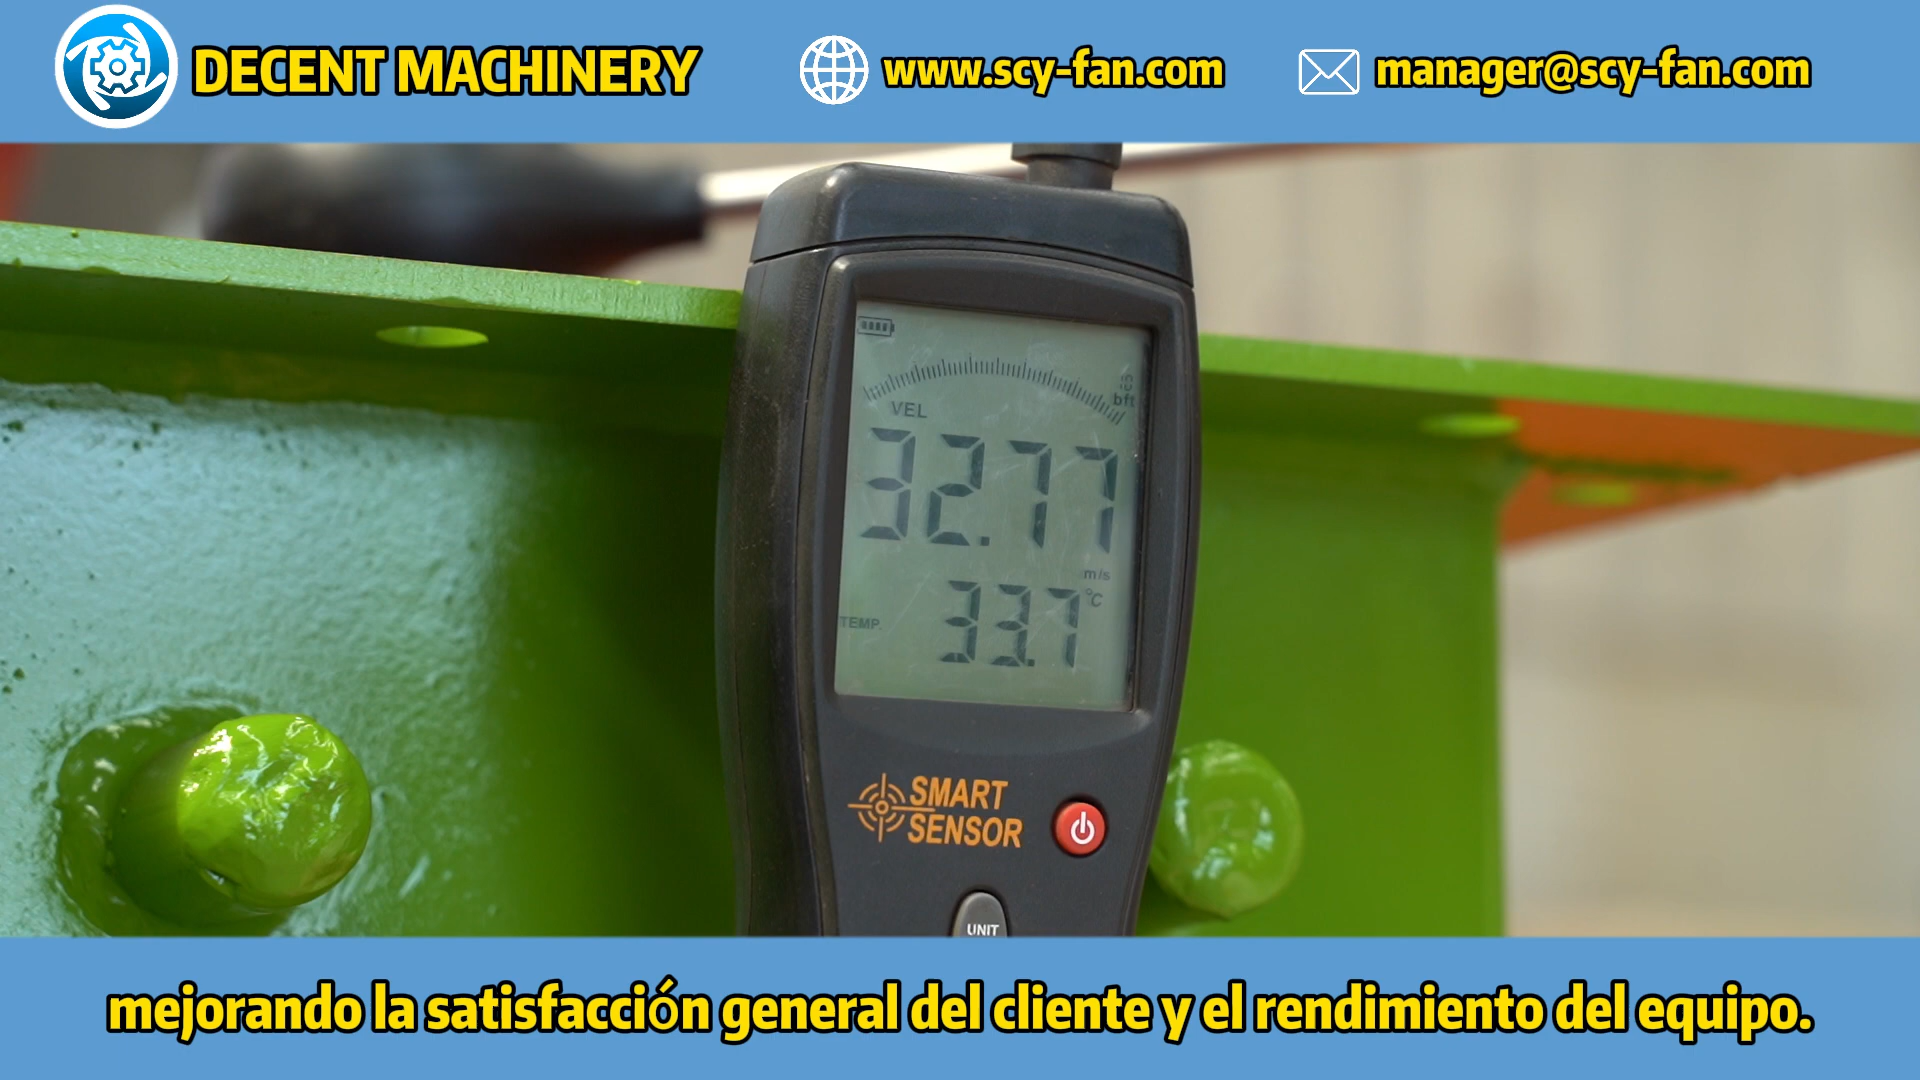 DECENT MACHINERY
www.scy-fan.com
manager@scy-fan.com
bft
VEL
32.77
m/s
33.7
°C
TEMP.
SMART
SENSOR
UNIT
mejorando la satisfacción general del cliente y el rendimiento del equipo.